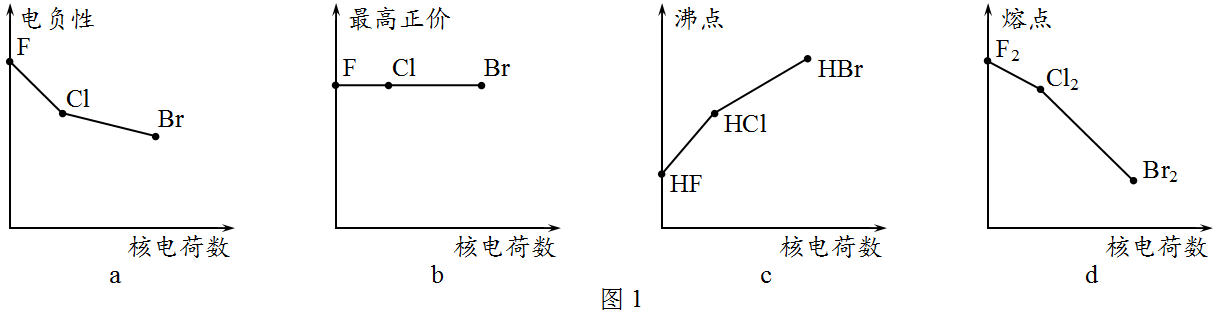 电负性
F
Cl
Br
核电荷数
a
最高正价
F Cl Br
核电荷数
b
沸点
HBr
HCl
HF
核电荷数
c
熔点
F₂
Cl₂
Br₂
核电荷数
d
图 1